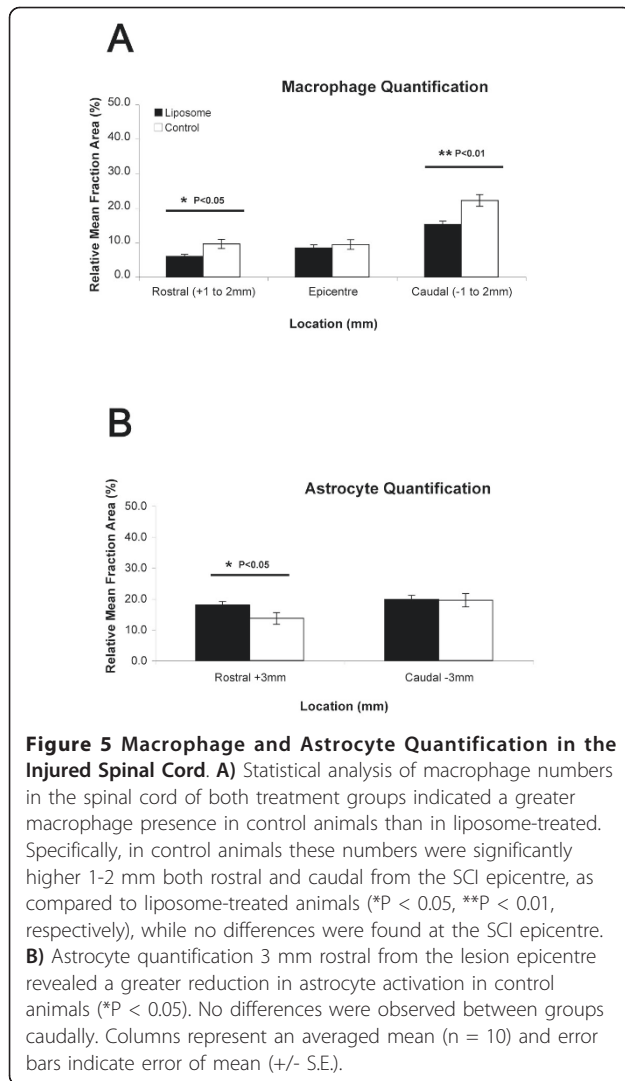 A
Macrophage Quantification
Relative Mean Fraction Area (%)
50.0
40.0
30.0
20.0
10.0
0.0
Liposome
Control
* P<0.05
** P<0.01
Rostral (+1 to 2mm)
Epicentre
Caudal (-1 to 2mm)
Location (mm)
B
Astrocyte Quantification
Relative Mean Fraction Area (%)
50.0
40.0
30.0
20.0
10.0
0.0
* P<0.05
Rostral +3mm
Caudal -3mm
Location (mm)
Figure 5 Macrophage and Astrocyte Quantification in the
Injured Spinal Cord. A) Statistical analysis of macrophage numbers
in the spinal cord of both treatment groups indicated a greater
macrophage presence in control animals than in liposome-treated.
Specifically, in control animals these numbers were significantly
higher 1-2 mm both rostral and caudal from the SCI epicentre, as
compared to liposome-treated animals (*P < 0.05, **P < 0.01,
respectively), while no differences were found at the SCI epicentre.
B) Astrocyte quantification 3 mm rostral from the lesion epicentre
revealed a greater reduction in astrocyte activation in control
animals (*P < 0.05). No differences were observed between groups
caudally. Columns represent an averaged mean (n = 10) and error
bars indicate error of mean (+/- S.E.).